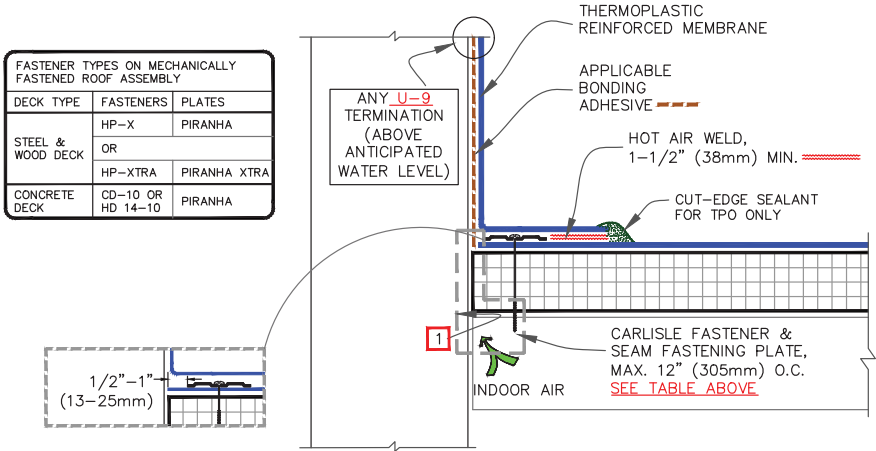 FASTENER TYPES ON MECHANICALLY
FASTENED ROOF ASSEMBLY
DECK TYPE FASTENERS PLATES
STEEL &
WOOD DECK
HP-X PIRANHA
OR
HP-XTRA PIRANHA XTRA
CONCRETE
DECK
CD-10 OR
HD 14-10
PIRANHA
THERMOPLASTIC
REINFORCED MEMBRANE
ANY U-9
TERMINATION
(ABOVE
ANTICIPATED
WATER LEVEL)
APPLICABLE
BONDING
ADHESIVE
HOT AIR WELD,
1-1/2" (38mm) MIN.
CUT-EDGE SEALANT
FOR TPO ONLY
1
INDOOR AIR
CARLISLE FASTENER &
SEAM FASTENING PLATE,
MAX. 12" (305mm) O.C.
SEE TABLE ABOVE
1/2"-1"
(13-25mm)